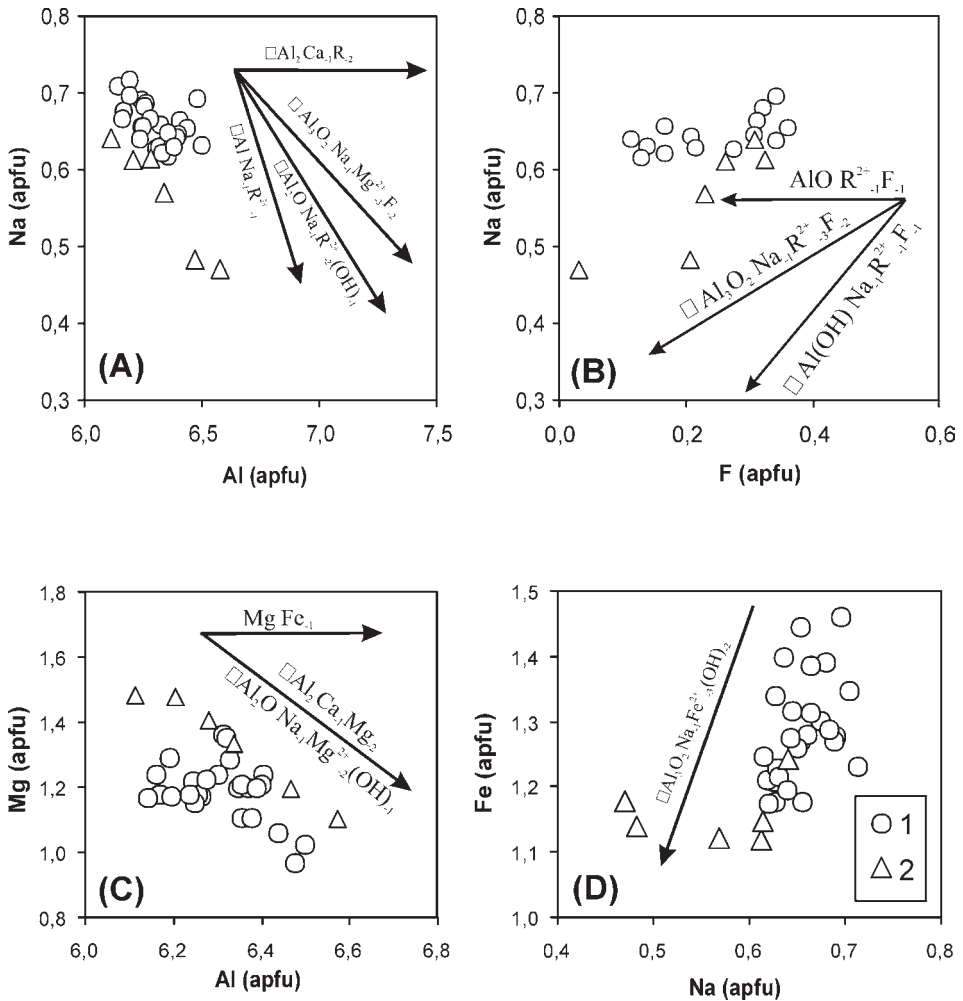 0,8
0,7
0,6
0,5
0,4
0,3
Na (apfu)
6,0
6,5
7,0
7,5
Al (apfu)
(A)
□Al₂Ca₋₁R₋₂
□Al₃O₂ Na₋₁Mg²⁺₋₃F₋₂
□Al₂O Na₋₁R²⁺₋₂(OH)₋₁
□Al Na₋₁R²⁺₋₁
0,8
0,7
0,6
0,5
0,4
0,3
Na (apfu)
0,0
0,2
0,4
0,6
F (apfu)
(B)
AlO R²⁺₋₁F₋₁
□Al₃O₂ Na₋₁R²⁺₋₃F₋₂
□Al(OH) Na₋₁R²⁺₋₁F₋₁
1,8
1,6
1,4
1,2
1,0
0,8
Mg (apfu)
6,0
6,2
6,4
6,6
6,8
Al (apfu)
(C)
Mg Fe₋₁
□Al₂Ca₋₁Mg₋₂
□Al₂O Na₋₁Mg²⁺₋₂(OH)₋₁
1,5
1,4
1,3
1,2
1,1
1,0
Fe (apfu)
0,4
0,5
0,6
0,7
0,8
Na (apfu)
(D)
□Al₃O₂ Na₋₁Fe²⁺₋₃(OH)₋₂
1
2